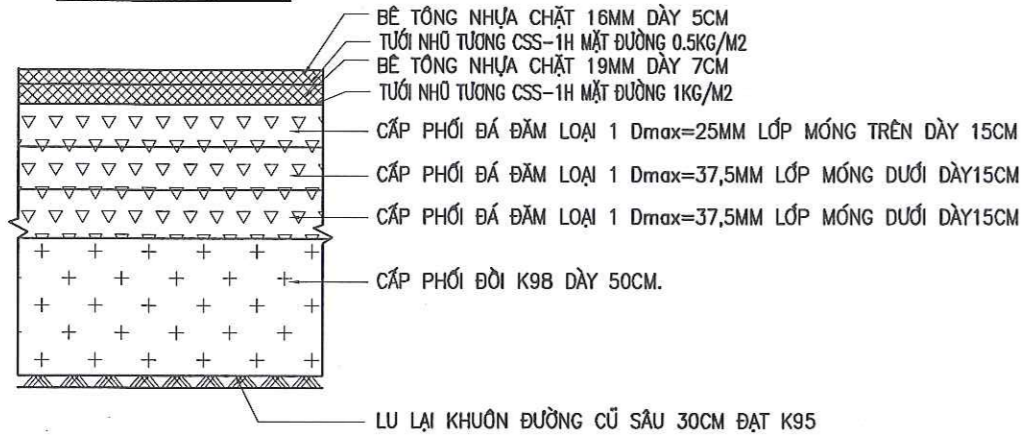 BÊ TÔNG NHỰA CHẶT 16MM DÀY 5CM
TƯỚI NHŨ TƯƠNG CSS-1H MẶT ĐƯỜNG 0.5KG/M2
BÊ TÔNG NHỰA CHẶT 19MM DÀY 7CM
TƯỚI NHŨ TƯƠNG CSS-1H MẶT ĐƯỜNG 1KG/M2
CẤP PHỐI ĐÁ ĐĂM LOẠI 1 Dmax=25MM LỚP MÓNG TRÊN DÀY 15CM
CẤP PHỐI ĐÁ ĐĂM LOẠI 1 Dmax=37,5MM LỚP MÓNG DƯỚI DÀY15CM
CẤP PHỐI ĐÁ ĐĂM LOẠI 1 Dmax=37,5MM LỚP MÓNG DƯỚI DÀY15CM
CẤP PHỐI ĐỒI K98 DÀY 50CM.
LU LẠI KHUÔN ĐƯỜNG CŨ SÂU 30CM ĐẠT K95